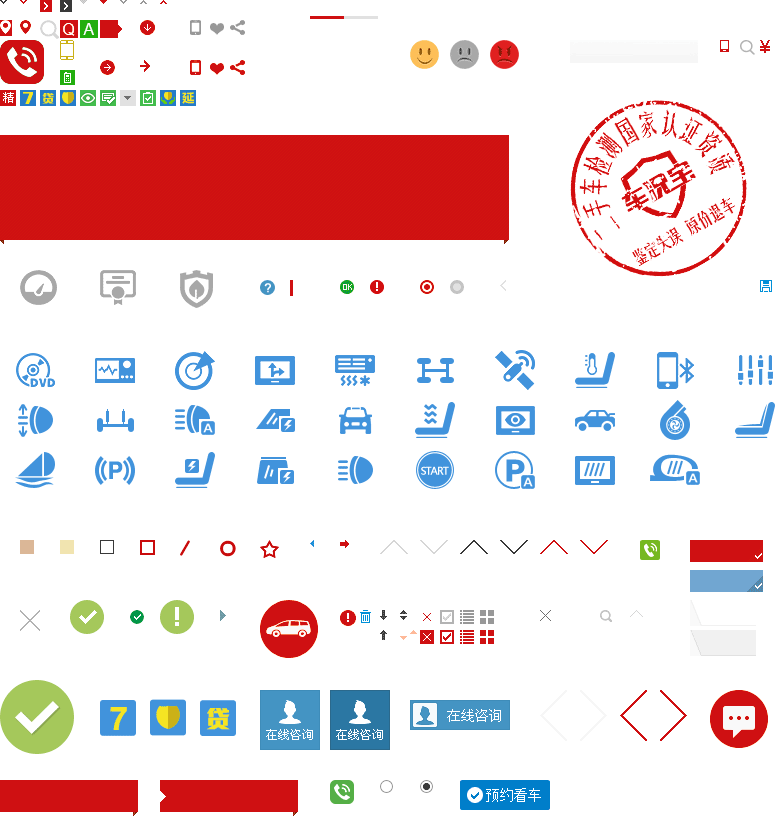 Q A
¥
精 7 贷 延
二手车检测国家认证资质
车况宝
鉴定失误 原价退车
? OK !
DVD
A
P START P A A
! !
7 贷
在线咨询 在线咨询 在线咨询
预约看车